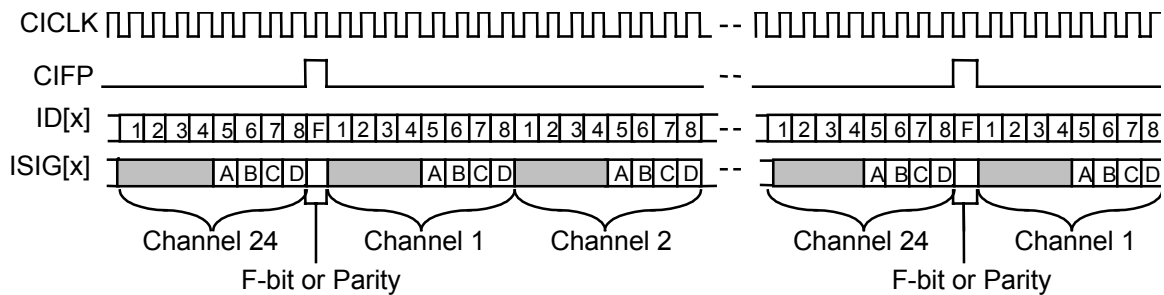 CICLK --
CIFP --
ID[x] 1 2 3 4 5 6 7 8 F 1 2 3 4 5 6 7 8 1 2 3 4 5 6 7 8 -- 1 2 3 4 5 6 7 8 F 1 2 3 4 5 6 7 8
ISIG[x] A B C D A B C D A B C D -- A B C D A B C D
Channel 24 Channel 1 Channel 2 Channel 24 Channel 1
F-bit or Parity F-bit or Parity